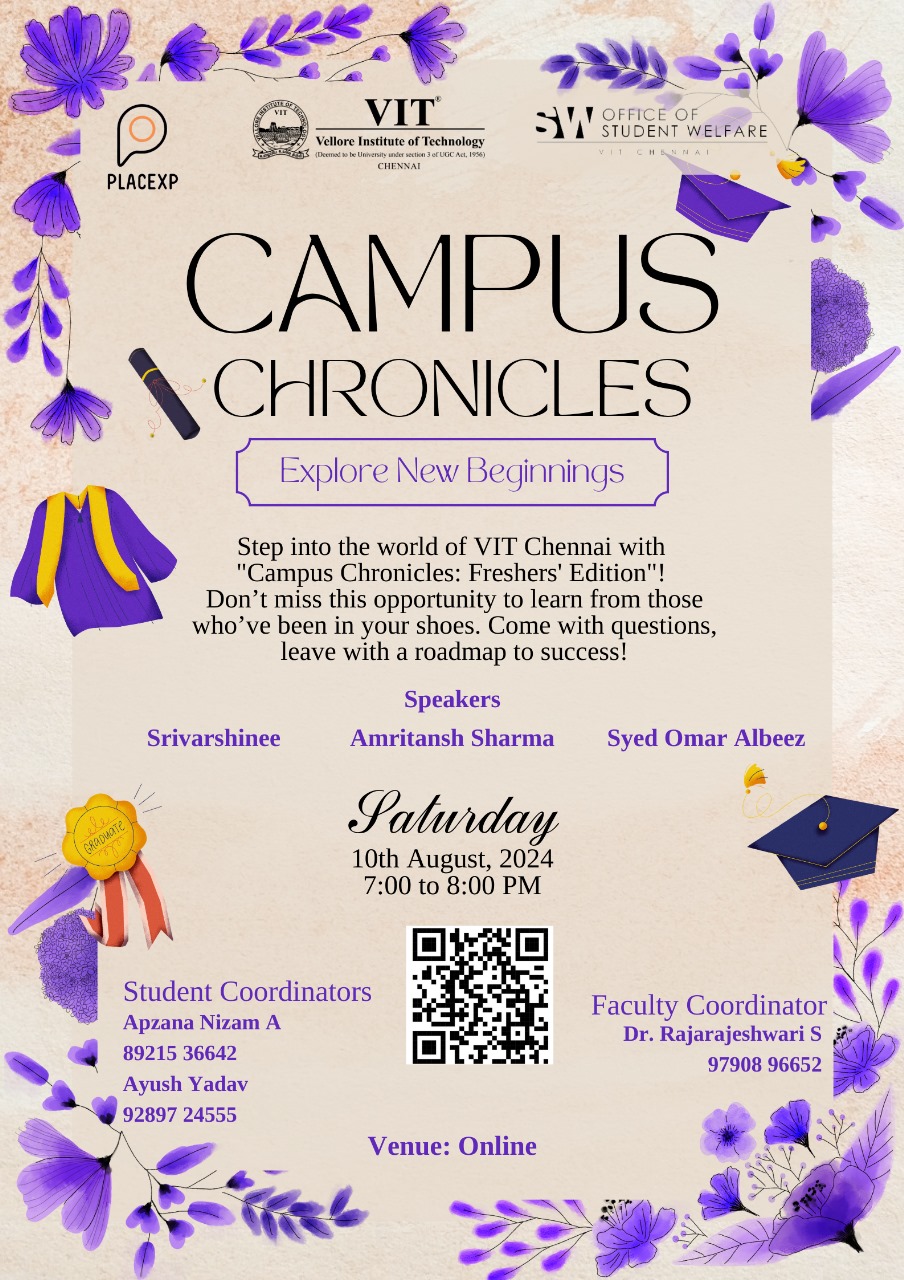 PLACEXP
VIT®
Vellore Institute of Technology
(Deemed to be University under section 3 of UGC Act, 1956)
CHENNAI
SW OFFICE OF
STUDENT WELFARE
VIT CHENNAI
CAMPUS
CHRONICLES
Explore New Beginnings
Step into the world of VIT Chennai with
"Campus Chronicles: Freshers' Edition"!
Don’t miss this opportunity to learn from those
who’ve been in your shoes. Come with questions,
leave with a roadmap to success!
Speakers
Srivarshinee Amritansh Sharma Syed Omar Albeez
GRADUATE
Saturday
10th August, 2024
7:00 to 8:00 PM
Student Coordinators
Apzana Nizam A
89215 36642
Ayush Yadav
92897 24555
Faculty Coordinator
Dr. Rajarajeshwari S
97908 96652
Venue: Online